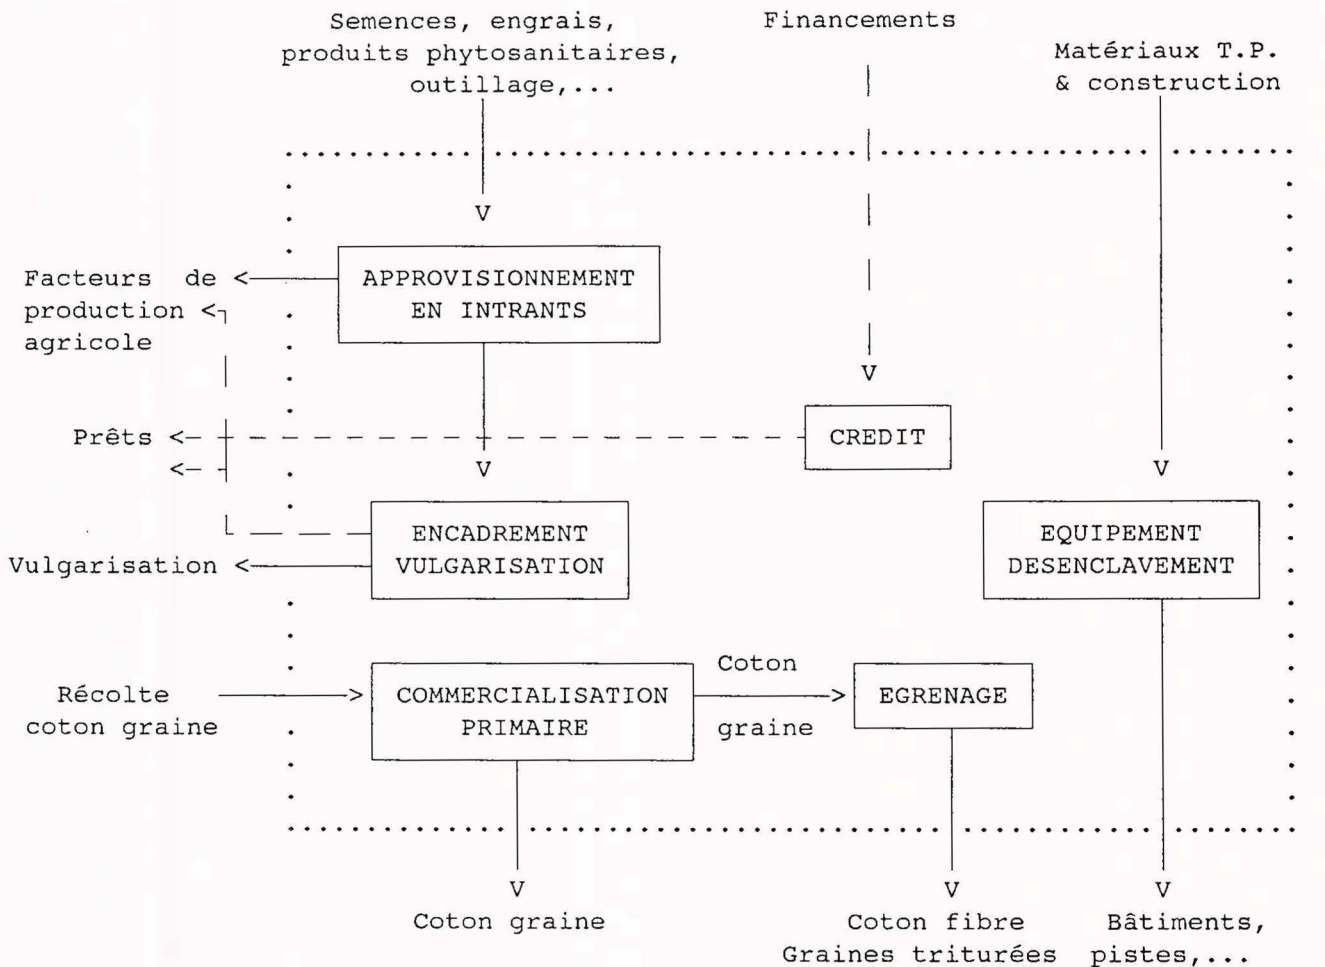 Semences, engrais,
produits phytosanitaires,
outillage,...
Financements
Matériaux T.P.
& construction
APPROVISIONNEMENT
EN INTRANTS
Facteurs de
production
agricole
CREDIT
Prêts
ENCADREMENT
VULGARISATION
EQUIPEMENT
DESENCLAVEMENT
Vulgarisation
Récolte
coton graine
COMMERCIALISATION
PRIMAIRE
Coton
graine
EGRENAGE
Coton graine
Coton fibre
Graines triturées
Bâtiments,
pistes,...